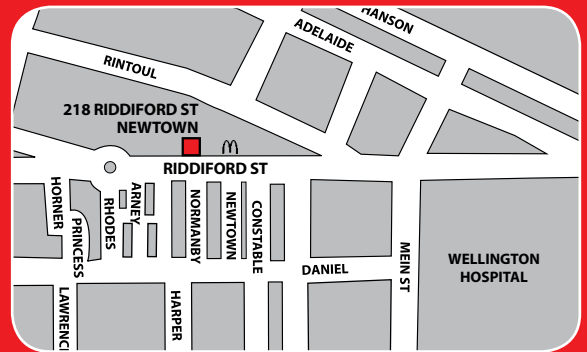 HANSON
ADELAIDE
RINTOUL
218 RIDDIFORD ST
NEWTOWN
RIDDIFORD ST
HORNER
PRINCESS
RHODES
ARNEY
NORMANBY
NEWTOWN
CONSTABLE
MEIN ST
WELLINGTON
HOSPITAL
DANIEL
LAWRENC
HARPER